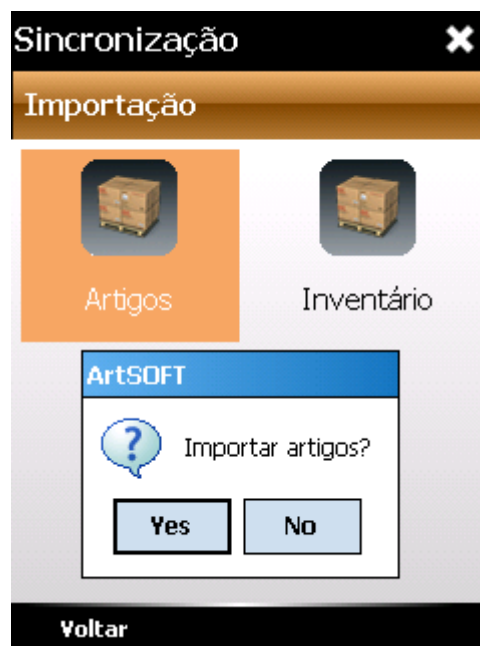 Sincronização
Importação
Artigos Inventário
ArtSOFT
Importar artigos?
Yes No
Voltar